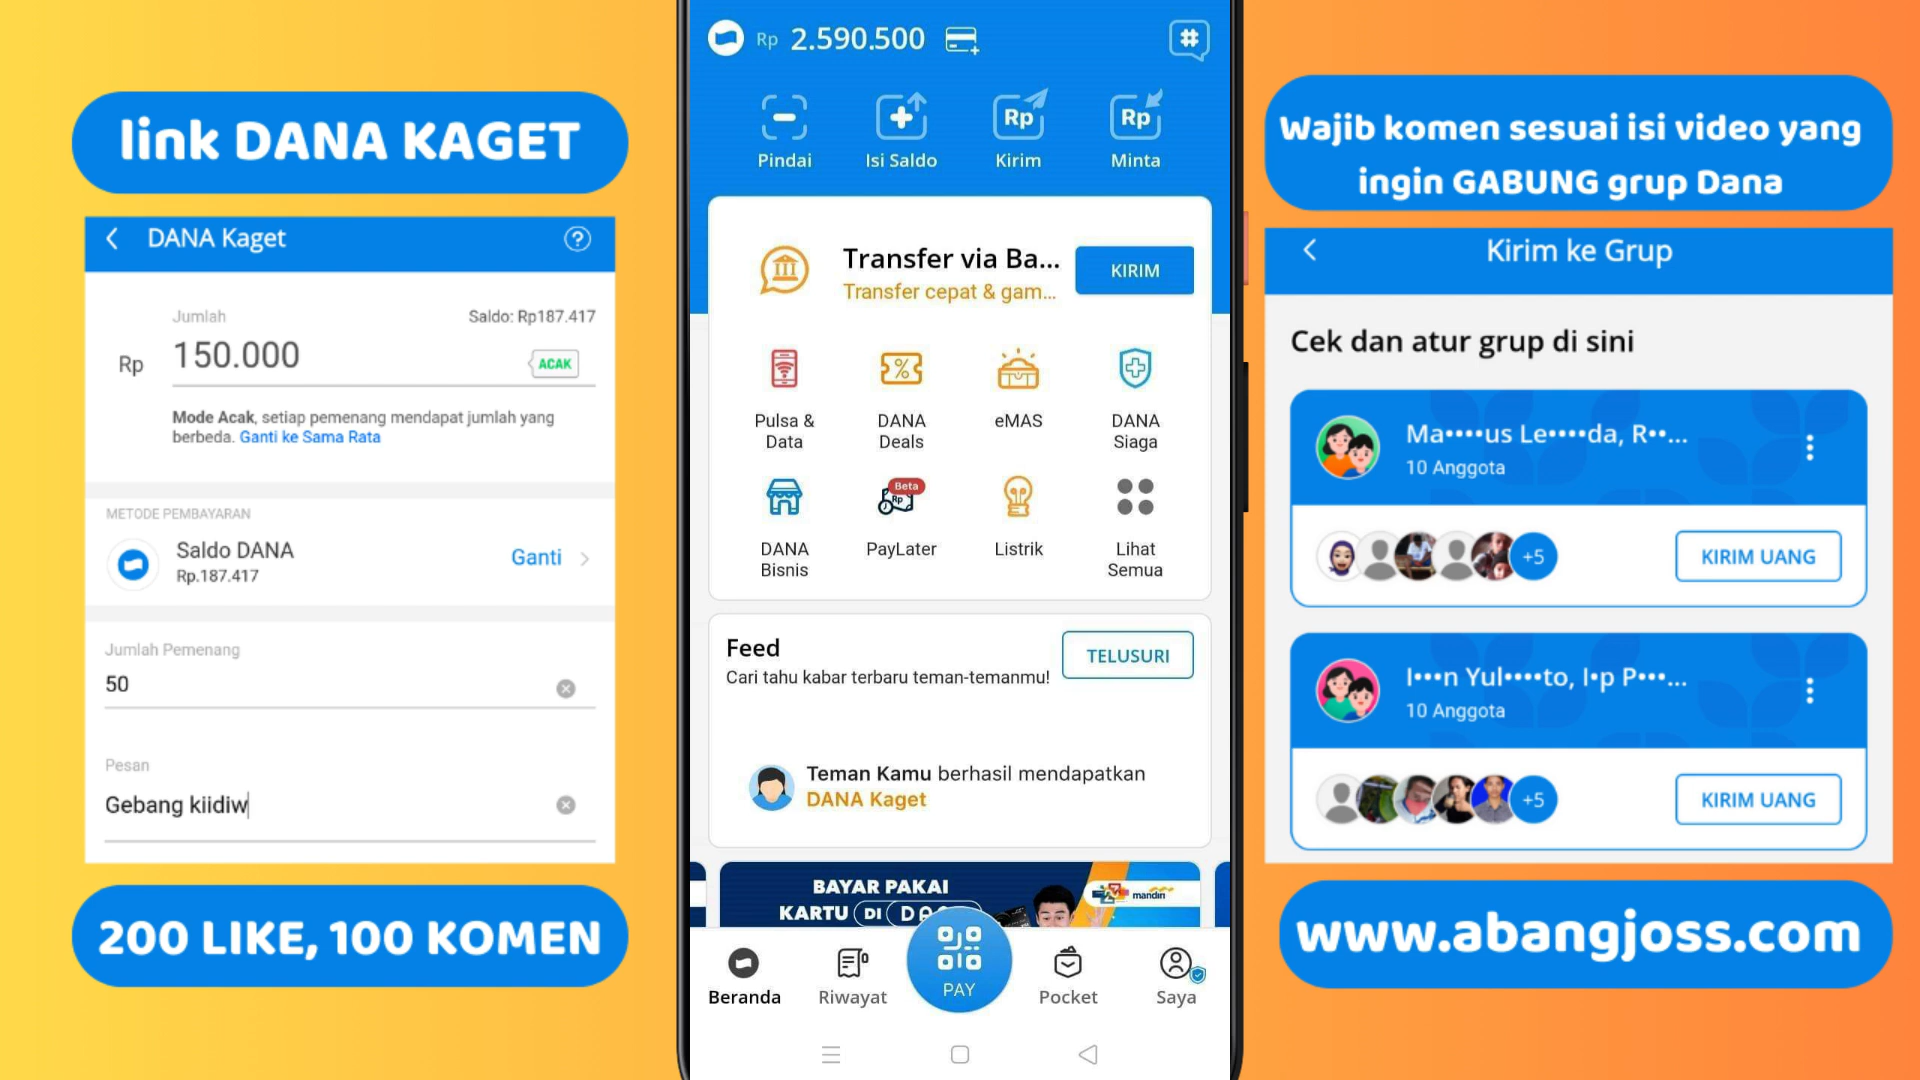 link DANA KAGET
DANA Kaget
?
Jumlah
Saldo: Rp187.417
Rp
150.000
ACAK
Mode Acak, setiap pemenang mendapat jumlah yang
berbeda. Ganti ke Sama Rata
METODE PEMBAYARAN
Saldo DANA
Rp.187.417
Ganti
Jumlah Pemenang
50
Pesan
Gebang kiidiw
200 LIKE, 100 KOMEN
Rp 2.590.500
#
Pindai
Isi Saldo
Rp
Kirim
Rp
Minta
Transfer via Ba...
Transfer cepat & gam...
KIRIM
Pulsa &
Data
%
DANA
Deals
eMAS
DANA
Siaga
DANA
Bisnis
Beta
Rp
PayLater
Listrik
Lihat
Semua
Feed
Cari tahu kabar terbaru teman-temanmu!
TELUSURI
Teman Kamu berhasil mendapatkan
DANA Kaget
BAYAR PAKAI
KARTU DI
mandiri
Beranda
Riwayat
PAY
Pocket
Saya
Wajib komen sesuai isi video yang
ingin GABUNG grup Dana
Kirim ke Grup
Cek dan atur grup di sini
Ma••••us Le••••da, R••...
10 Anggota
+5
KIRIM UANG
I•••n Yul••••to, I•p P•••...
10 Anggota
+5
KIRIM UANG
www.abangjoss.com